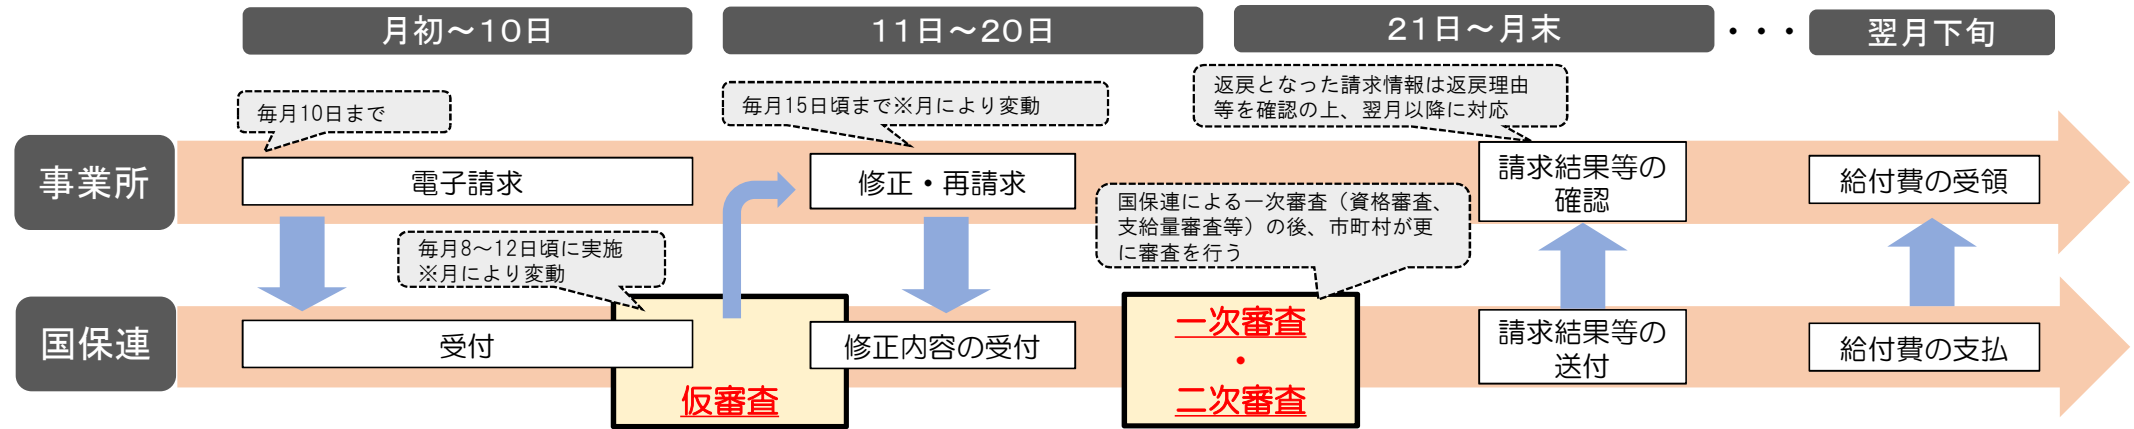 月初～10日
11日～20日
21日～月末
・・・
翌月下旬
毎月10日まで
毎月15日頃まで※月により変動
返戻となった請求情報は返戻理由
等を確認の上、翌月以降に対応
事業所
電子請求
修正・再請求
請求結果等の
確認
給付費の受領
国保連による一次審査（資格審査、
支給量審査等）の後、市町村が更
に審査を行う
毎月8～12日頃に実施
※月により変動
国保連
受付
仮審査
修正内容の受付
一次審査
・
二次審査
請求結果等の
送付
給付費の支払